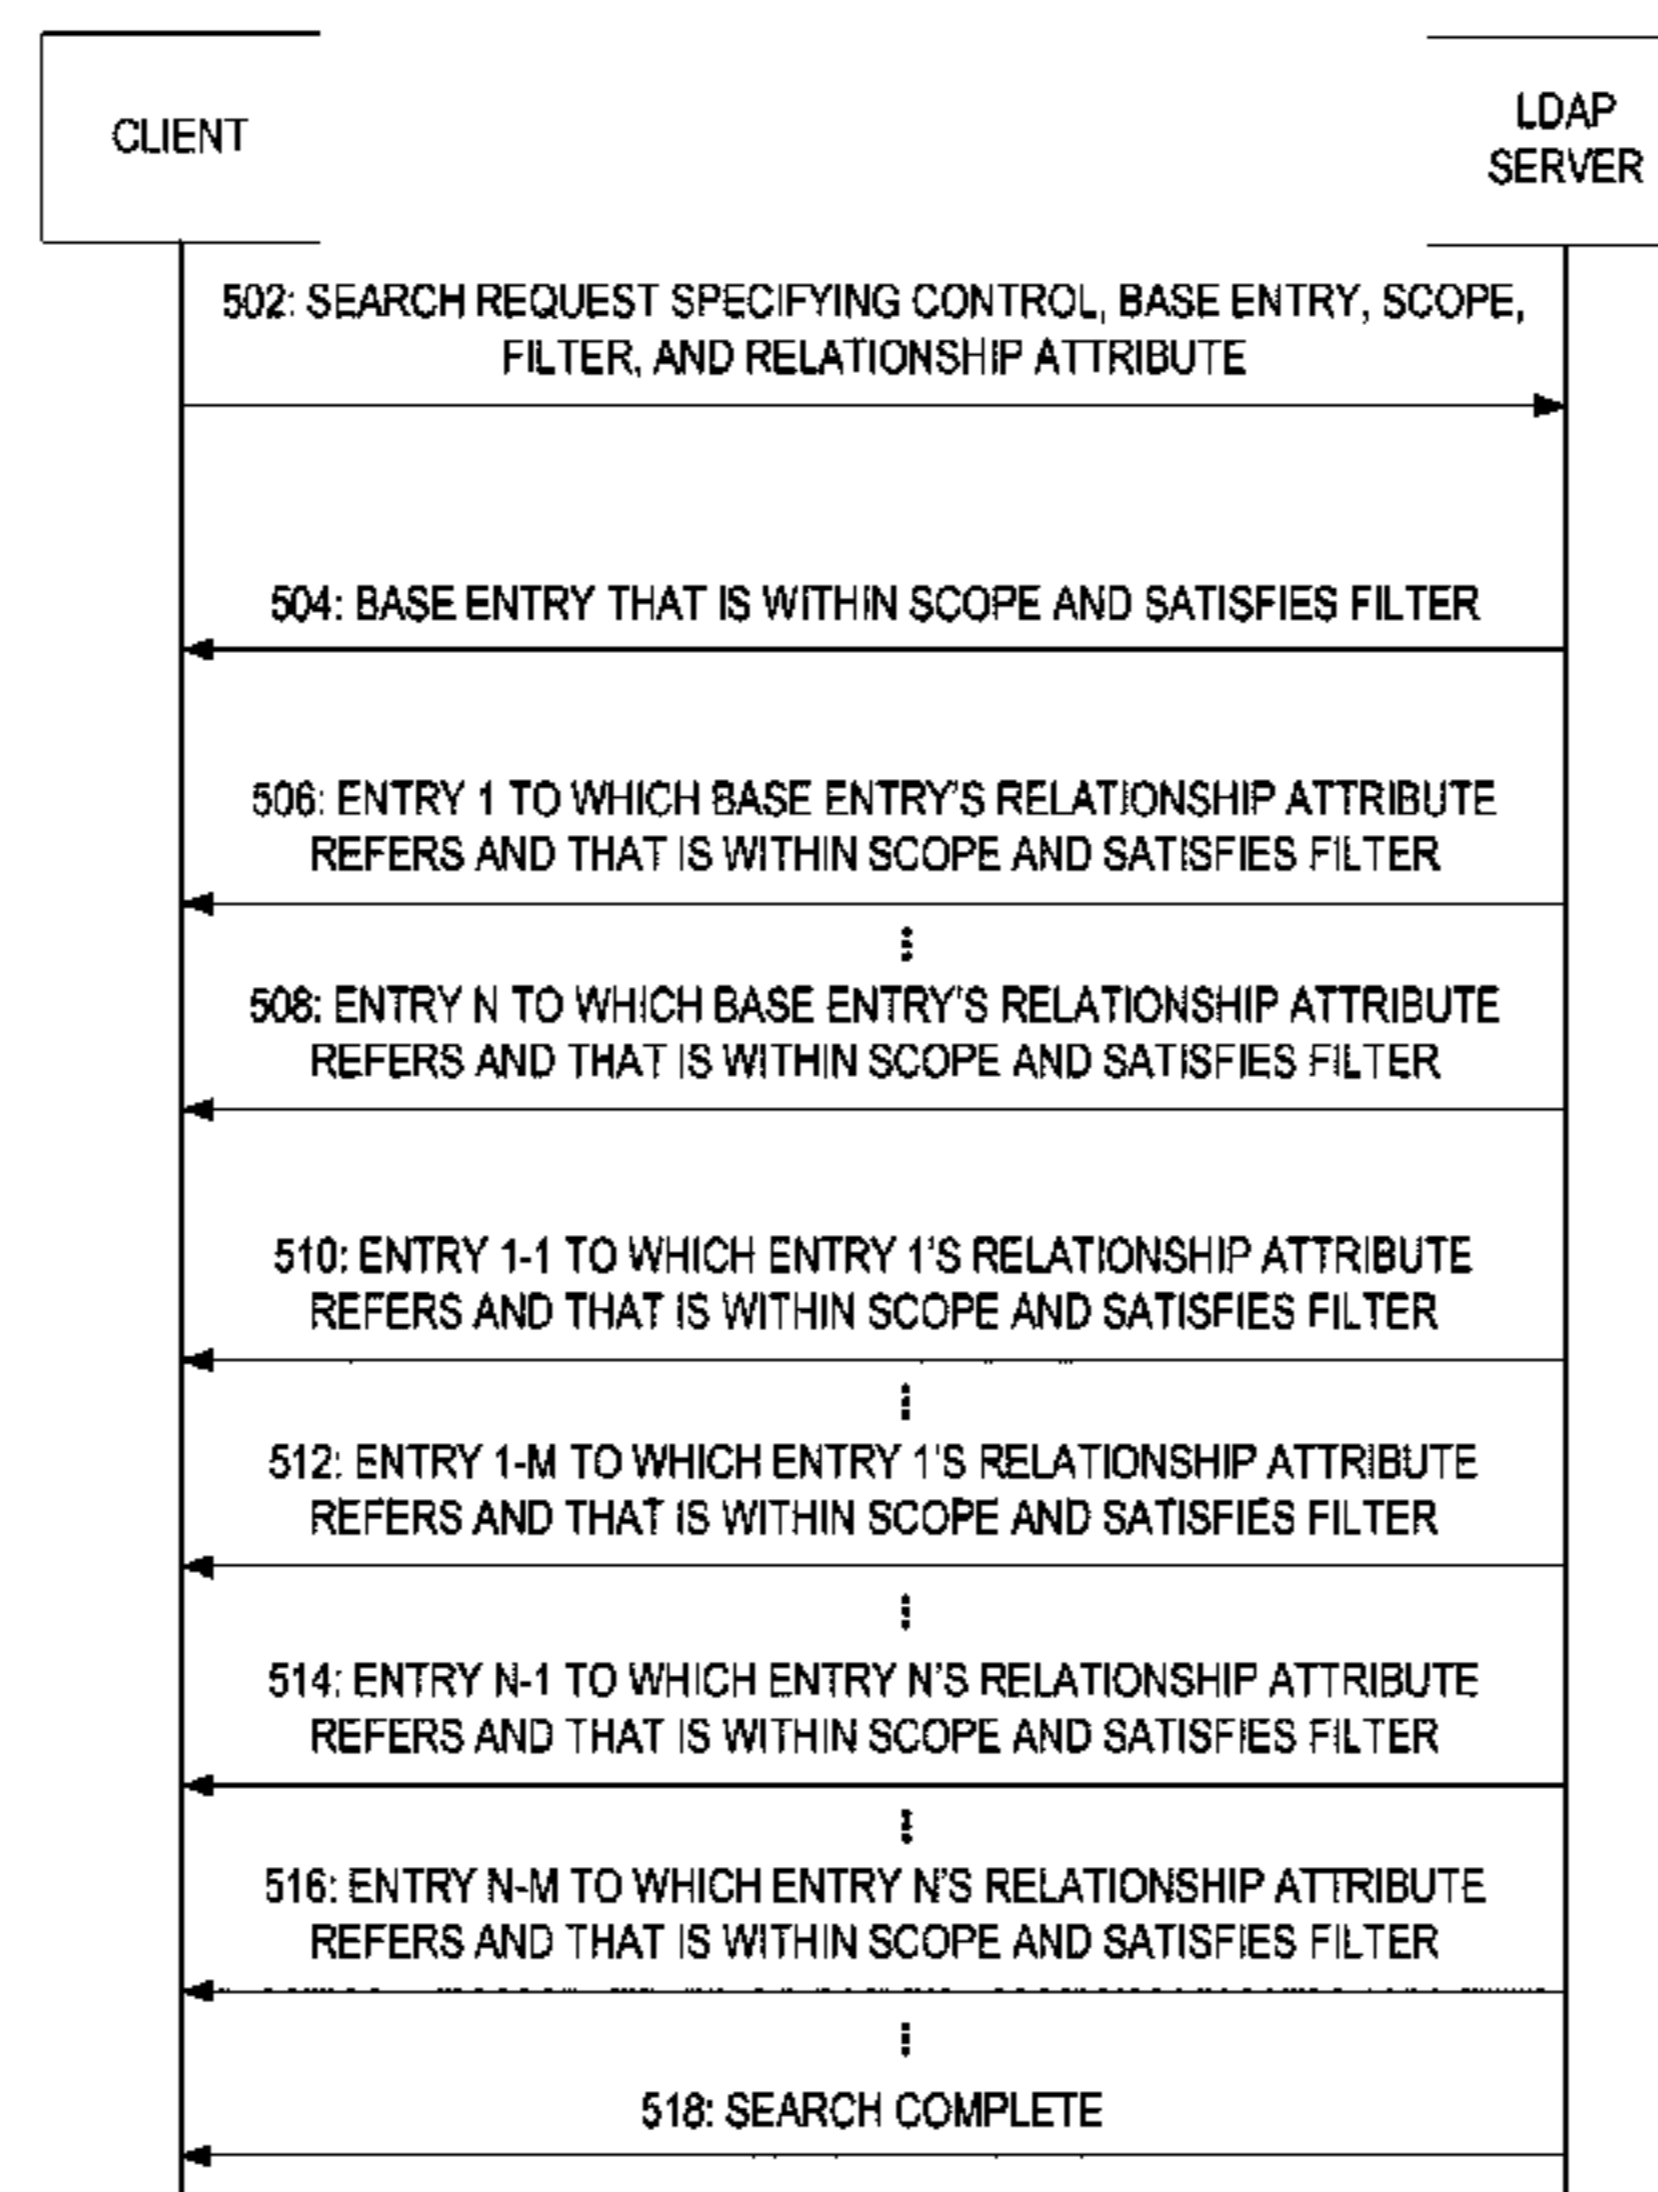 CLIENT
LDAP
SERVER
502: SEARCH REQUEST SPECIFYING CONTROL, BASE ENTRY, SCOPE,
FILTER, AND RELATIONSHIP ATTRIBUTE
504: BASE ENTRY THAT IS WITHIN SCOPE AND SATISFIES FILTER
506: ENTRY 1 TO WHICH BASE ENTRY'S RELATIONSHIP ATTRIBUTE
REFERS AND THAT IS WITHIN SCOPE AND SATISFIES FILTER
508: ENTRY N TO WHICH BASE ENTRY'S RELATIONSHIP ATTRIBUTE
REFERS AND THAT IS WITHIN SCOPE AND SATISFIES FILTER
510: ENTRY 1-1 TO WHICH ENTRY 1'S RELATIONSHIP ATTRIBUTE
REFERS AND THAT IS WITHIN SCOPE AND SATISFIES FILTER
512: ENTRY 1-M TO WHICH ENTRY 1'S RELATIONSHIP ATTRIBUTE
REFERS AND THAT IS WITHIN SCOPE AND SATISFIES FILTER
514: ENTRY N-1 TO WHICH ENTRY N'S RELATIONSHIP ATTRIBUTE
REFERS AND THAT IS WITHIN SCOPE AND SATISFIES FILTER
516: ENTRY N-M TO WHICH ENTRY N'S RELATIONSHIP ATTRIBUTE
REFERS AND THAT IS WITHIN SCOPE AND SATISFIES FILTER
518: SEARCH COMPLETE